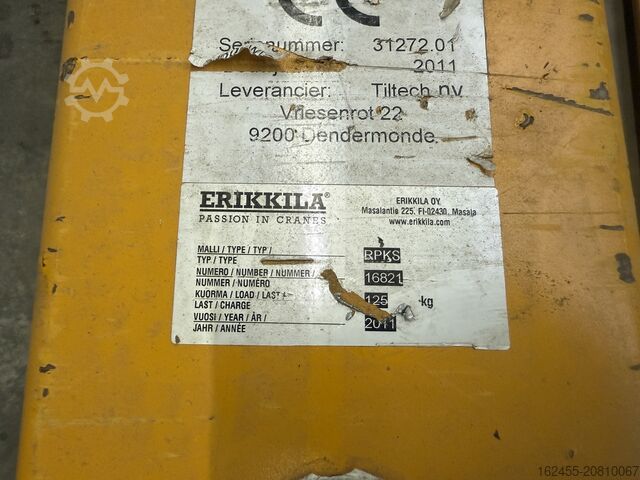 CE
Serienummer: 31272.01
2011
Leverancier: Tiltech nv
Vliesenrot 22
9200 Dendermonde
ERIKKILA®
PASSION IN CRANES
ERIKKILA OY
Masalantie 225, FI-02430, Masala
www.erikkila.com
MALLI / TYPE / TYP / RPKS
TYP / TYPE
NUMERO / NUMBER / NUMMER / 16821
NUMMER / NUMÉRO
KUORMA / LOAD / LAST / 125 kg
LAST / CHARGE
VUOSI / YEAR / ÅR / 2011
JAHR / ANNÉE
162455-20810067